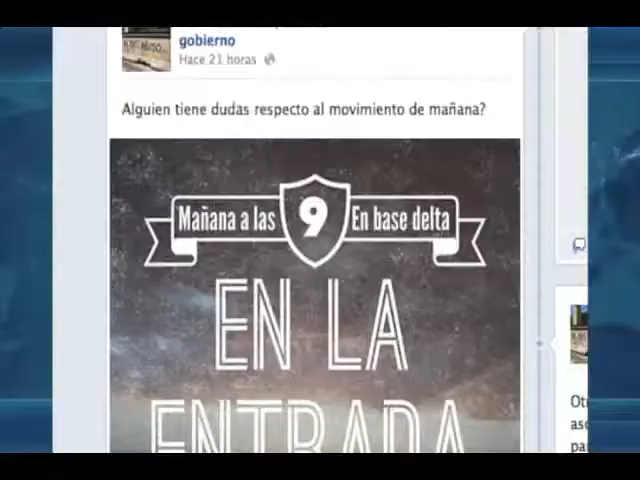 gobierno
Hace 21 horas
Alguien tiene dudas respecto al movimiento de mañana?
Mañana a las 9 En base delta
EN LA
ENTRADA